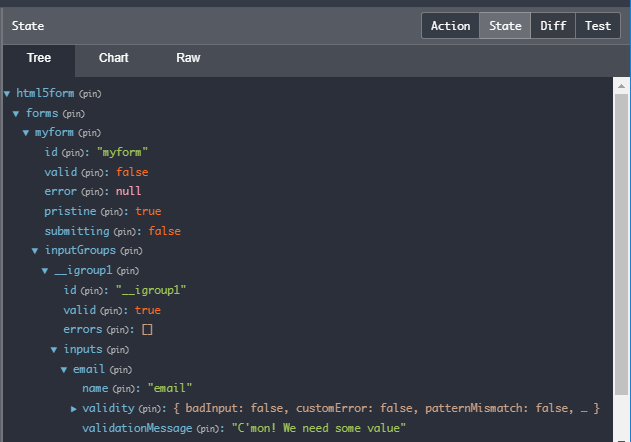 State Action State Diff Test
Tree Chart Raw
html5form (pin)
forms (pin)
myform (pin)
id (pin): "myform"
valid (pin): false
error (pin): null
pristine (pin): true
submitting (pin): false
inputGroups (pin)
__igroup1 (pin)
id (pin): "__igroup1"
valid (pin): true
errors (pin): []
inputs (pin)
email (pin)
name (pin): "email"
validity (pin): { badInput: false, customError: false, patternMismatch: false, … }
validationMessage (pin): "C'mon! We need some value"